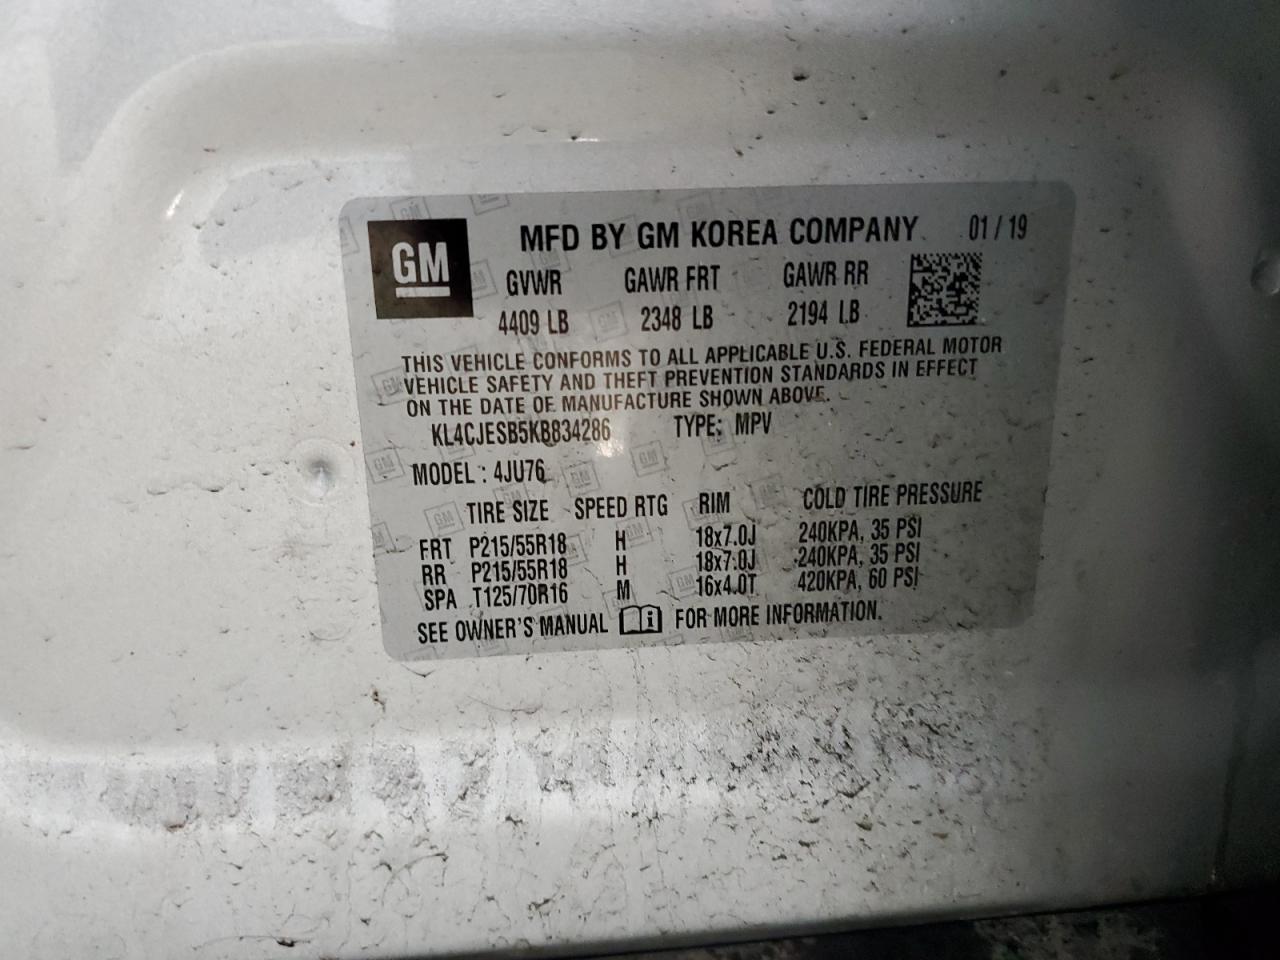 GM
MFD BY GM KOREA COMPANY 01/19
GVWR GAWR FRT GAWR RR
4409 LB 2348 LB 2194 LB
THIS VEHICLE CONFORMS TO ALL APPLICABLE U.S. FEDERAL MOTOR
VEHICLE SAFETY AND THEFT PREVENTION STANDARDS IN EFFECT
ON THE DATE OF MANUFACTURE SHOWN ABOVE.
KL4CJESB5KB834286 TYPE: MPV
MODEL : 4JU76
TIRE SIZE SPEED RTG RIM COLD TIRE PRESSURE
FRT P215/55R18 H 18x7.0J 240KPA, 35 PSI
RR P215/55R18 H 18x7.0J 240KPA, 35 PSI
SPA T125/70R16 M 16x4.0T 420KPA, 60 PSI
SEE OWNER'S MANUAL i FOR MORE INFORMATION.